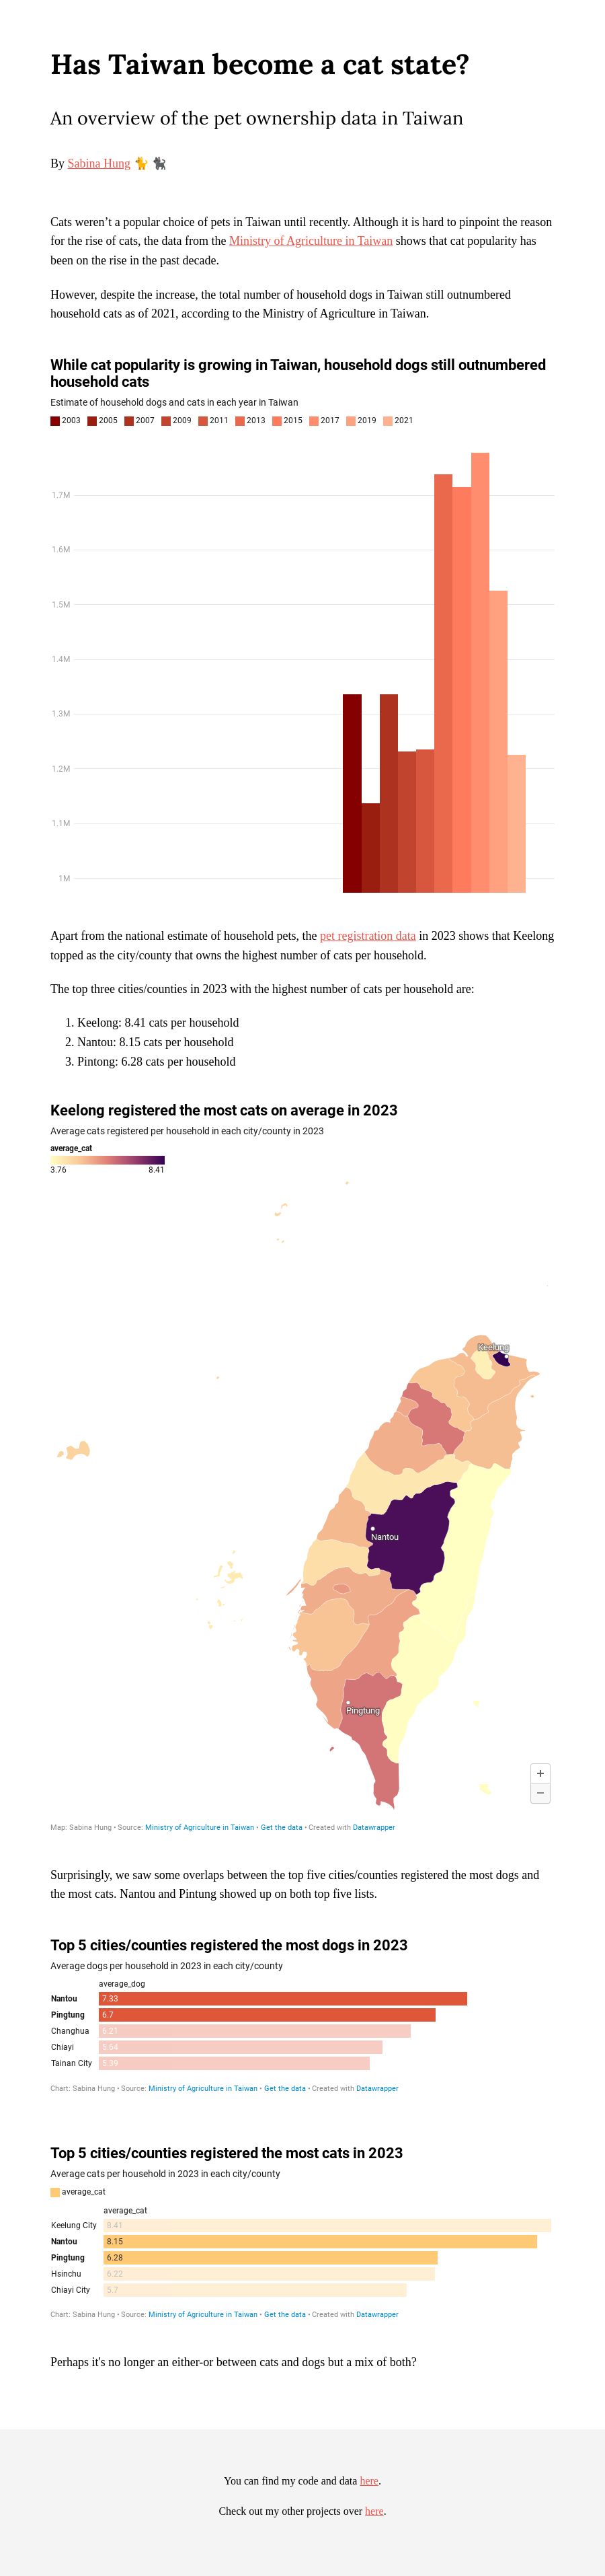 Has Taiwan become a cat state?
An overview of the pet ownership data in Taiwan
By Sabina Hung 🐈 🐈‍⬛
Cats weren’t a popular choice of pets in Taiwan until recently. Although it is hard to pinpoint the reason
for the rise of cats, the data from the Ministry of Agriculture in Taiwan shows that cat popularity has
been on the rise in the past decade.
However, despite the increase, the total number of household dogs in Taiwan still outnumbered
household cats as of 2021, according to the Ministry of Agriculture in Taiwan.
While cat popularity is growing in Taiwan, household dogs still outnumbered
household cats
Estimate of household dogs and cats in each year in Taiwan
2003 2005 2007 2009 2011 2013 2015 2017 2019 2021
1.7M
1.6M
1.5M
1.4M
1.3M
1.2M
1.1M
1M
Apart from the national estimate of household pets, the pet registration data in 2023 shows that Keelong
topped as the city/county that owns the highest number of cats per household.
The top three cities/counties in 2023 with the highest number of cats per household are:
1. Keelong: 8.41 cats per household
2. Nantou: 8.15 cats per household
3. Pintong: 6.28 cats per household
Keelong registered the most cats on average in 2023
Average cats registered per household in each city/county in 2023
average_cat
3.76 8.41
Keelung
Nantou
Pingtung
+
−
Map: Sabina Hung • Source: Ministry of Agriculture in Taiwan • Get the data • Created with Datawrapper
Surprisingly, we saw some overlaps between the top five cities/counties registered the most dogs and
the most cats. Nantou and Pintung showed up on both top five lists.
Top 5 cities/counties registered the most dogs in 2023
Average dogs per household in 2023 in each city/county
average_dog
Nantou 7.33
Pingtung 6.7
Changhua 6.21
Chiayi 5.64
Tainan City 5.39
Chart: Sabina Hung • Source: Ministry of Agriculture in Taiwan • Get the data • Created with Datawrapper
Top 5 cities/counties registered the most cats in 2023
Average cats per household in 2023 in each city/county
average_cat
average_cat
Keelung City 8.41
Nantou 8.15
Pingtung 6.28
Hsinchu 6.22
Chiayi City 5.7
Chart: Sabina Hung • Source: Ministry of Agriculture in Taiwan • Get the data • Created with Datawrapper
Perhaps it's no longer an either-or between cats and dogs but a mix of both?
You can find my code and data here.
Check out my other projects over here.